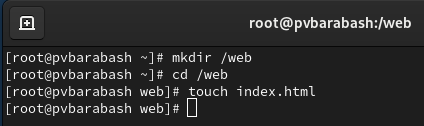 root@pvbarabash:/web
[root@pvbarabash ~]# mkdir /web
[root@pvbarabash ~]# cd /web
[root@pvbarabash web]# touch index.html
[root@pvbarabash web]#